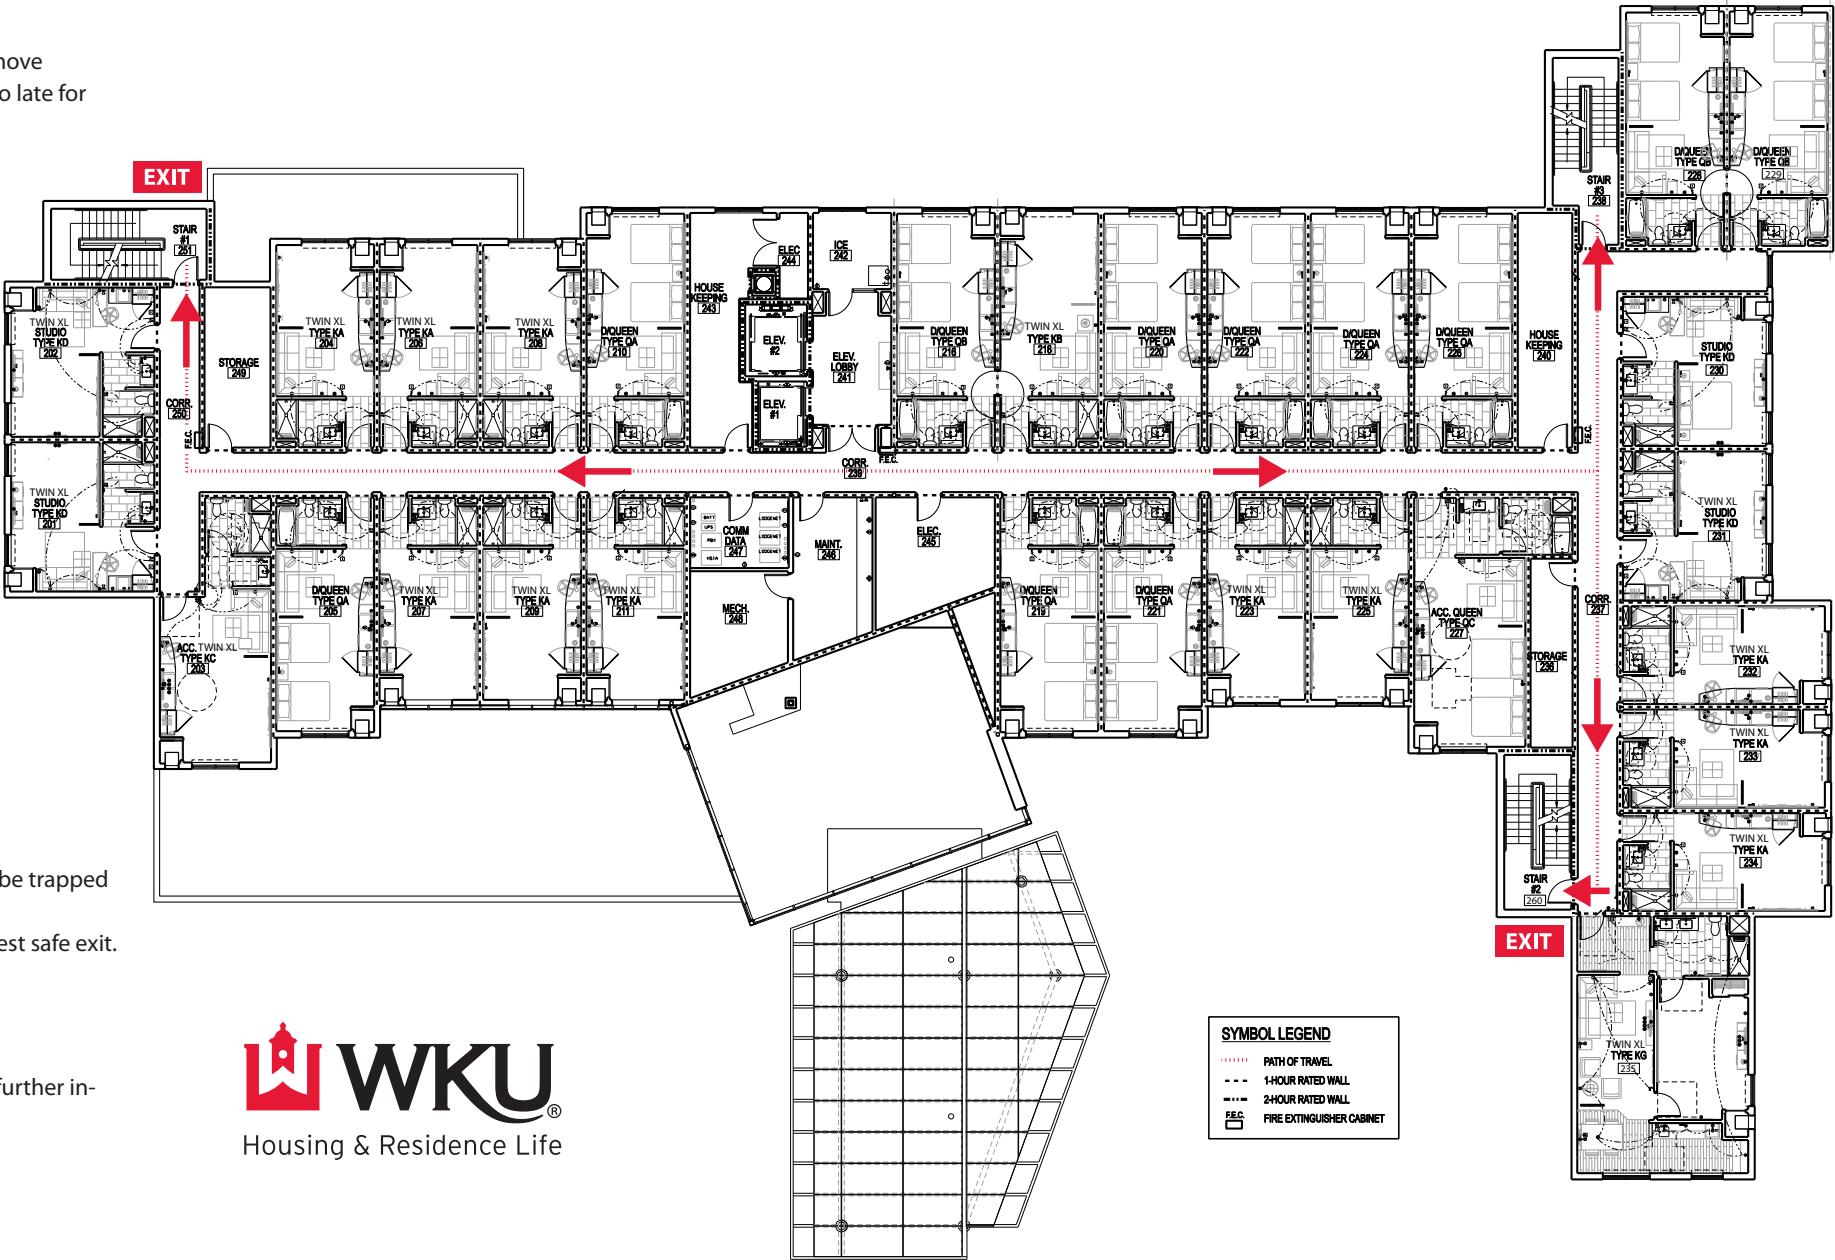 nove
o late for
be trapped
est safe exit.
further in-
EXIT
STAIR
#1
251
TWIN XL
STUDIO
TYPE KD
202
CORR.
250
F.E.C.
STORAGE
249
TWIN XL
TYPE KA
204
TWIN XL
TYPE KA
206
TWIN XL
TYPE KA
208
D/QUEEN
TYPE QA
210
HOUSE
KEEPING
243
ELEC
244
ELEV.
#2
ELEV.
#1
ICE
242
ELEV.
LOBBY
241
F.E.C.
CORR.
239
D/QUEEN
TYPE QB
216
TWIN XL
TYPE KB
218
D/QUEEN
TYPE QA
220
D/QUEEN
TYPE QA
222
D/QUEEN
TYPE QA
224
D/QUEEN
TYPE QA
226
HOUSE
KEEPING
240
F.E.C.
STAIR
#3
238
D/QUEEN
TYPE QB
228
D/QUEEN
TYPE QB
229
STUDIO
TYPE KD
230
TWIN XL
STUDIO
TYPE KD
231
TWIN XL
STUDIO
TYPE KD
201
ACC. TWIN XL
TYPE KC
203
D/QUEEN
TYPE QA
205
TWIN XL
TYPE KA
207
TWIN XL
TYPE KA
209
TWIN XL
TYPE KA
211
BATT
UPS
PBX
HSIA
LODGENET
LODGENET
LODGENET
COMM
DATA
247
MAINT.
246
ELEC.
245
MECH.
248
D/QUEEN
TYPE QA
219
D/QUEEN
TYPE QA
221
TWIN XL
TYPE KA
223
TWIN XL
TYPE KA
225
ACC. QUEEN
TYPE QC
227
STORAGE
236
CORR.
237
TWIN XL
TYPE KA
232
TWIN XL
TYPE KA
233
TWIN XL
TYPE KA
234
STAIR
#2
260
EXIT
TWIN XL
TYPE KG
235
WKU®
Housing & Residence Life
SYMBOL LEGEND
PATH OF TRAVEL
1-HOUR RATED WALL
2-HOUR RATED WALL
F.E.C.
FIRE EXTINGUISHER CABINET